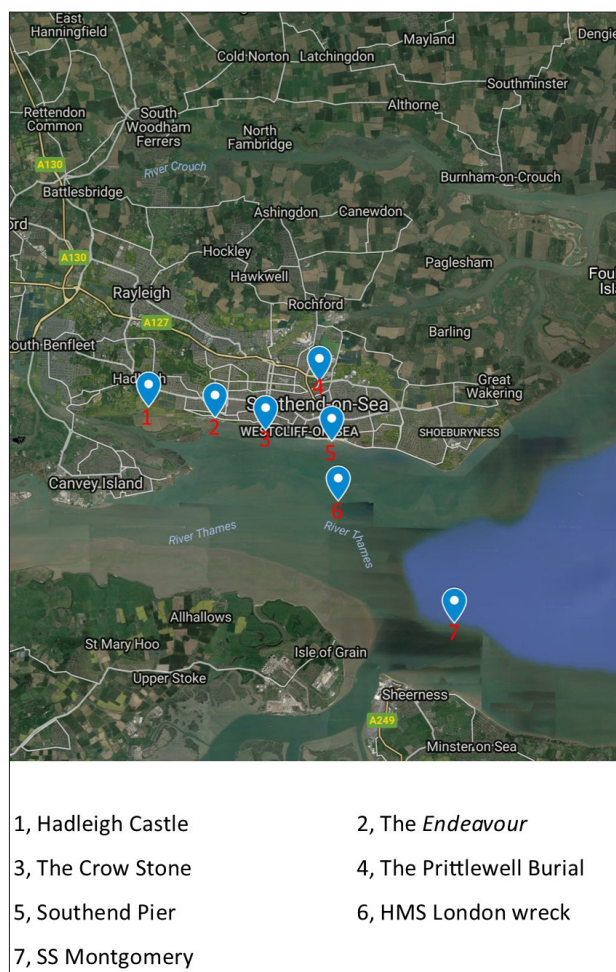 East
Hanningfield
Mayland
Dengie
Cold Norton
Latchingdon
Southminster
Rettendon
Common
South
Woodham
Ferrers
Althorne
North
Fambridge
A130
River Crouch
Burnham-on-Crouch
Battlesbridge
Ashingdon
Canewdon
ord
A130
Hockley
Paglesham
Hawkwell
Foul
Isla
Rayleigh
Rochford
A127
Barling
South Benfleet
Hadleigh
Great
Wakering
4
1
Southend-on-Sea
2
WESTCLIFF-ON-SEA
SHOEBURYNESS
3
5
Canvey Island
6
River Thames
River Thames
Allhallows
7
St Mary Hoo
Isle of Grain
Upper Stoke
Sheerness
A249
Minster on Sea
1, Hadleigh Castle
2, The Endeavour
3, The Crow Stone
4, The Prittlewell Burial
5, Southend Pier
6, HMS London wreck
7, SS Montgomery